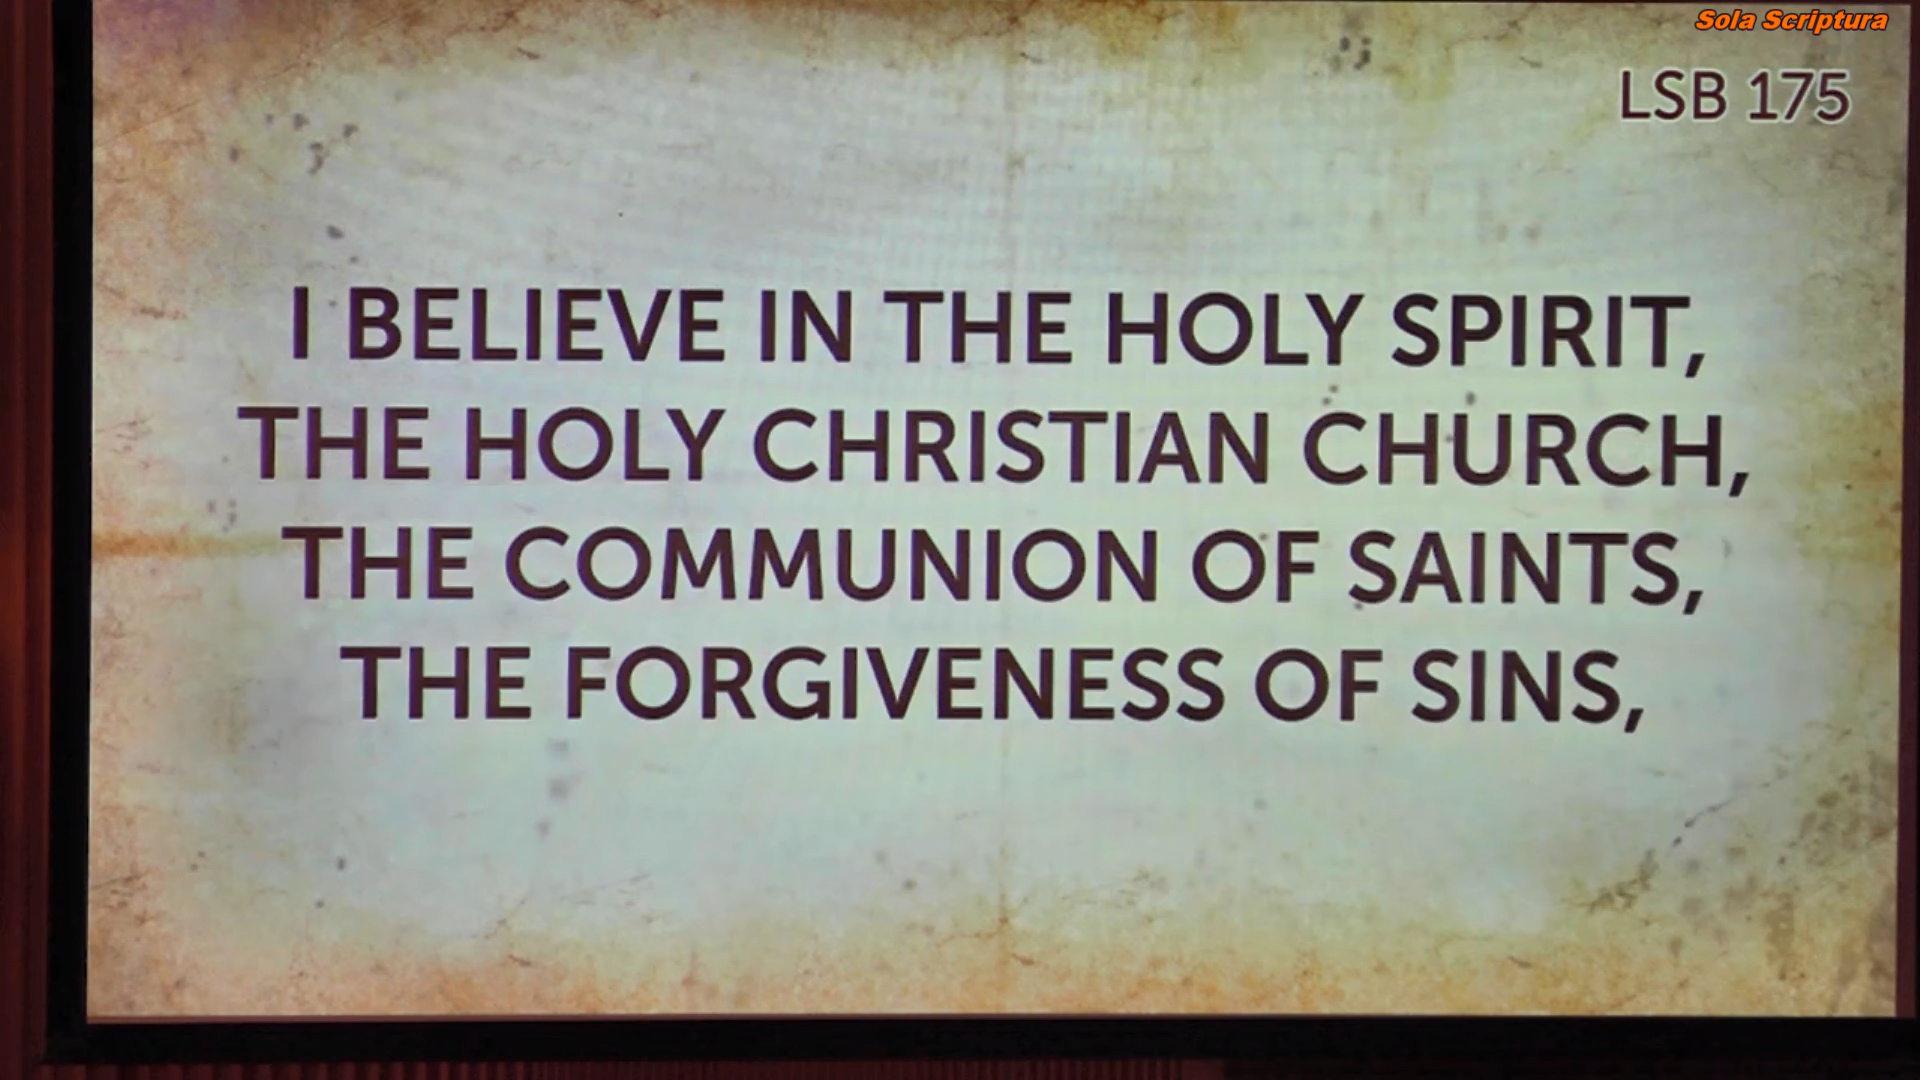 Sola Scriptura
LSB 175
I BELIEVE IN THE HOLY SPIRIT,
THE HOLY CHRISTIAN CHURCH,
THE COMMUNION OF SAINTS,
THE FORGIVENESS OF SINS,